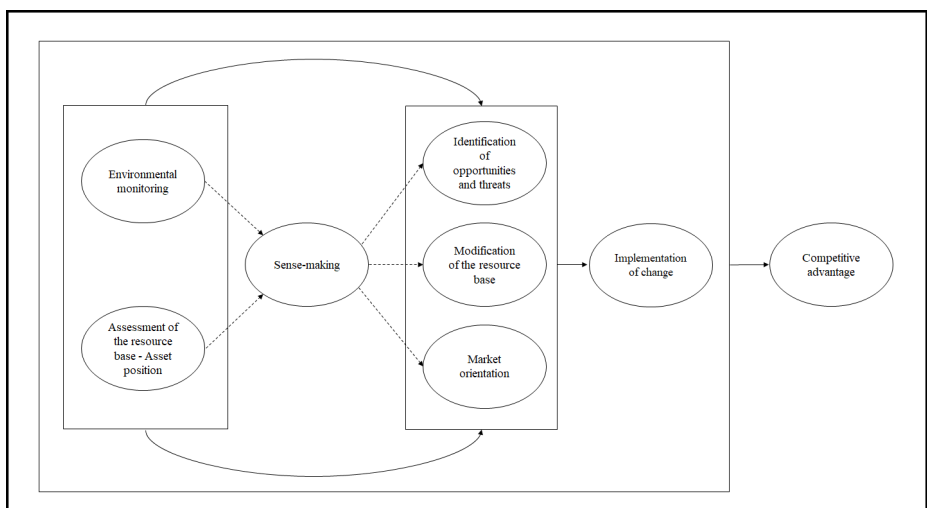 Environmental
monitoring
Assessment of
the resource
base - Asset
position
Sense-making
Identification
of
opportunities
and threats
Modification
of the resource
base
Market
orientation
Implementation
of change
Competitive
advantage